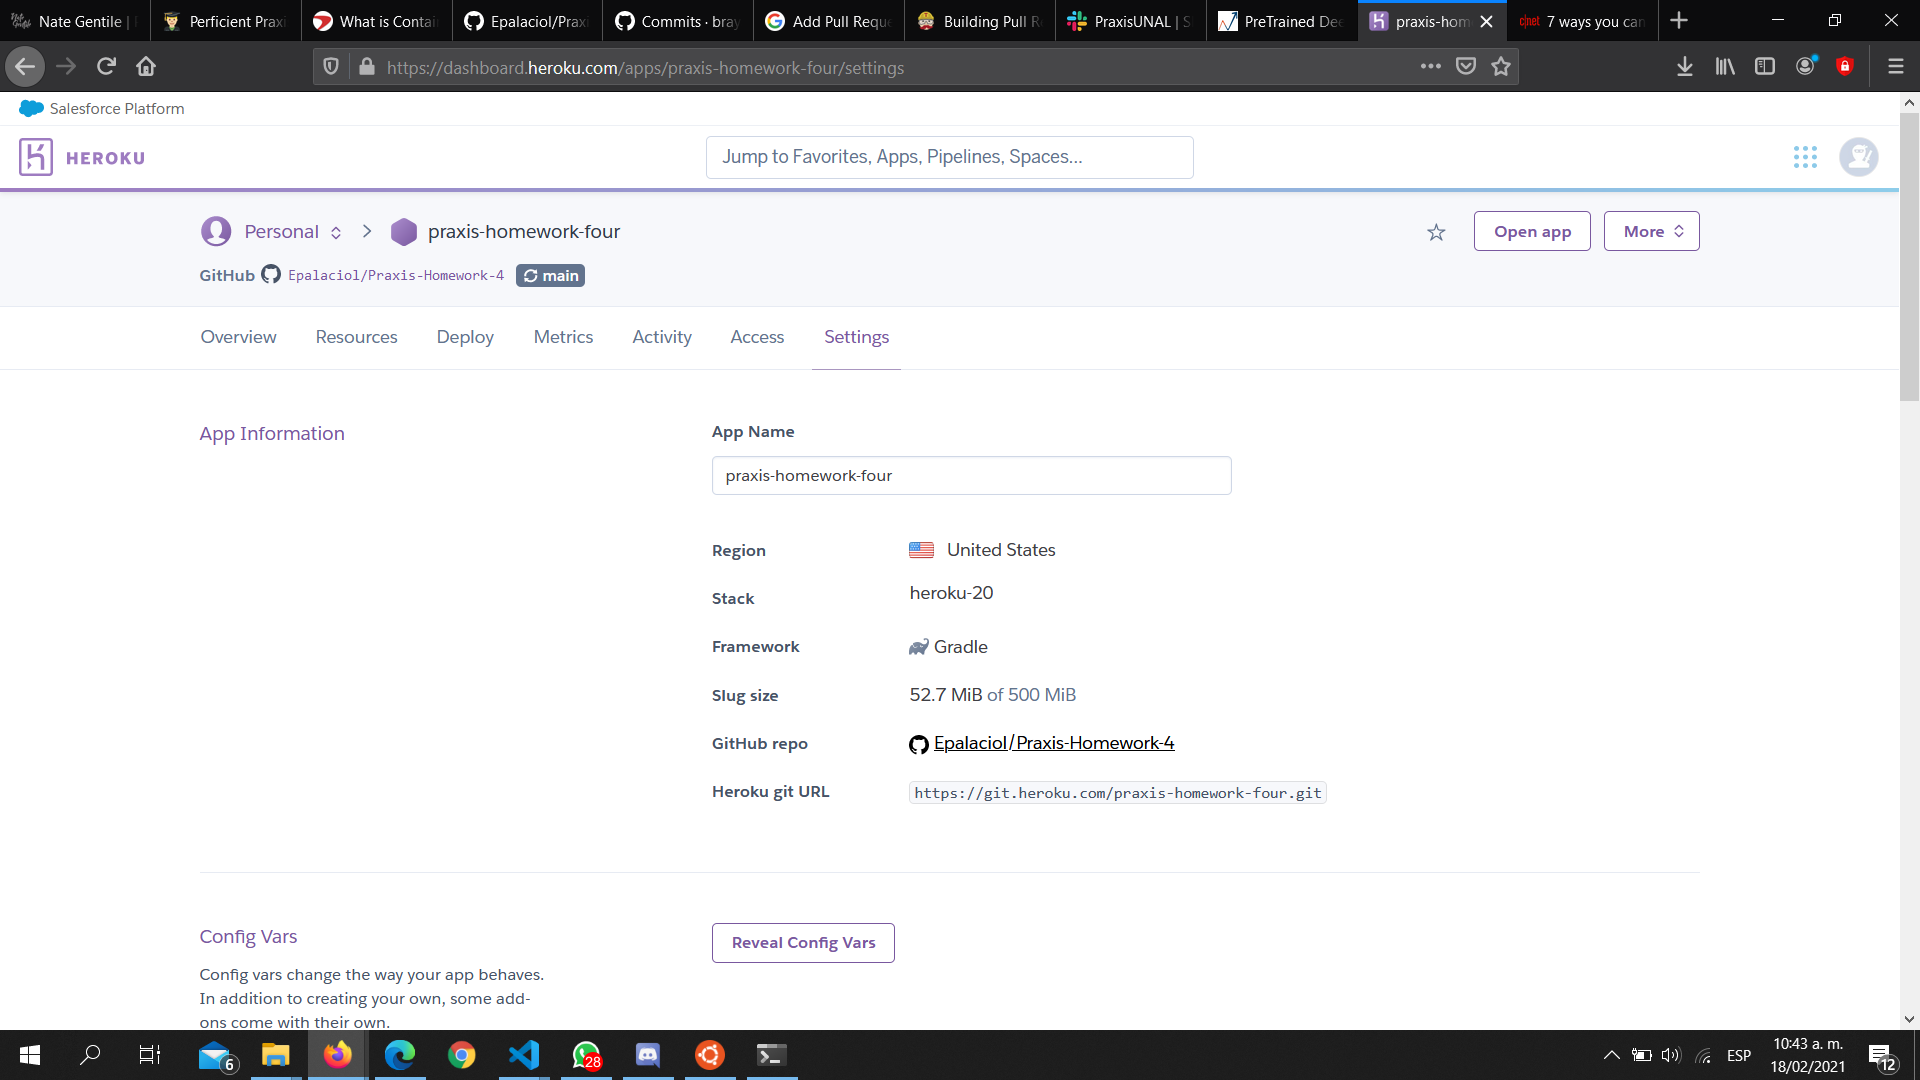 Nate Gentile |
Perficient Praxi
What is Contai
Epalaciol/Praxi
Commits · bray
Add Pull Reque
Building Pull R
PraxisUNAL | S
PreTrained Dee
praxis-hom
cnet 7 ways you can
https://dashboard.heroku.com/apps/praxis-homework-four/settings
Salesforce Platform
HEROKU
Jump to Favorites, Apps, Pipelines, Spaces...
Personal
praxis-homework-four
Open app
More
GitHub Epalaciol/Praxis-Homework-4 main
Overview
Resources
Deploy
Metrics
Activity
Access
Settings
App Information
App Name
praxis-homework-four
Region United States
Stack heroku-20
Framework Gradle
Slug size 52.7 MiB of 500 MiB
GitHub repo Epalaciol/Praxis-Homework-4
Heroku git URL https://git.heroku.com/praxis-homework-four.git
Config Vars
Config vars change the way your app behaves.
In addition to creating your own, some add-
ons come with their own.
Reveal Config Vars
6
28
ESP
10:43 a. m.
18/02/2021
12